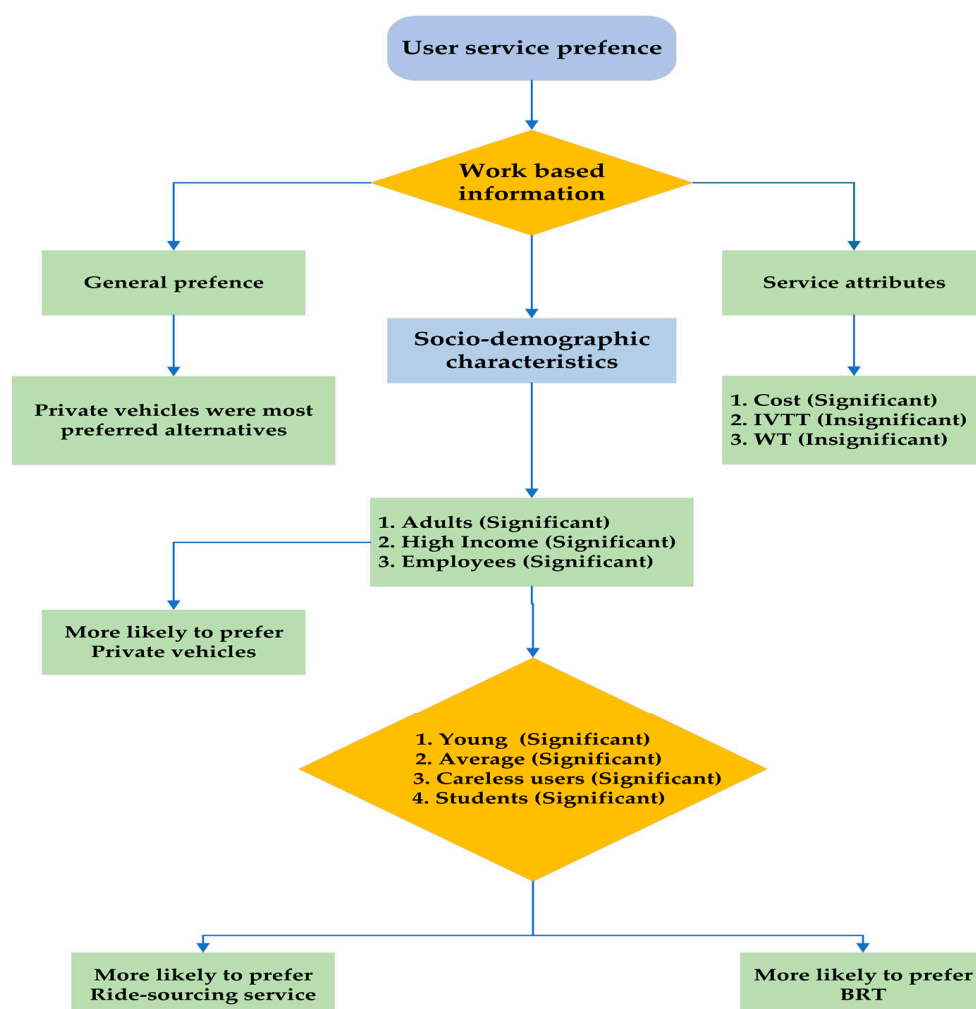 User service prefence
Work based
information
General prefence
Service attributes
Socio-demographic
characteristics
Private vehicles were most
preferred alternatives
1. Cost (Significant)
2. IVTT (Insignificant)
3. WT (Insignificant)
1. Adults (Significant)
2. High Income (Significant)
3. Employees (Significant)
More likely to prefer
Private vehicles
1. Young (Significant)
2. Average (Significant)
3. Careless users (Significant)
4. Students (Significant)
More likely to prefer
Ride-sourcing service
More likely to prefer
BRT